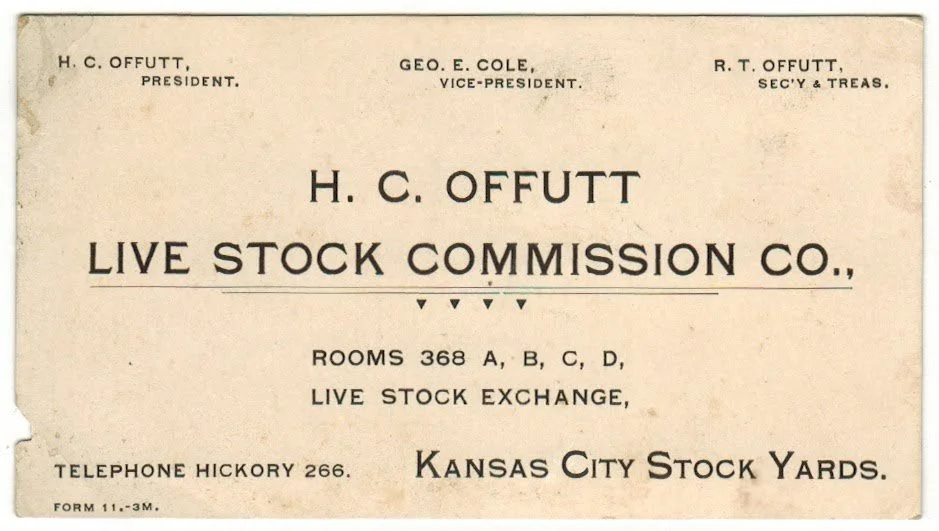 H. C. OFFUTT,
PRESIDENT.
GEO. E. COLE,
VICE-PRESIDENT.
R. T. OFFUTT,
SEC'Y & TREAS.
H. C. OFFUTT
LIVE STOCK COMMISSION CO.,
ROOMS 368 A, B, C, D,
LIVE STOCK EXCHANGE,
TELEPHONE HICKORY 266.
KANSAS CITY STOCK YARDS.
FORM 11.-3M.